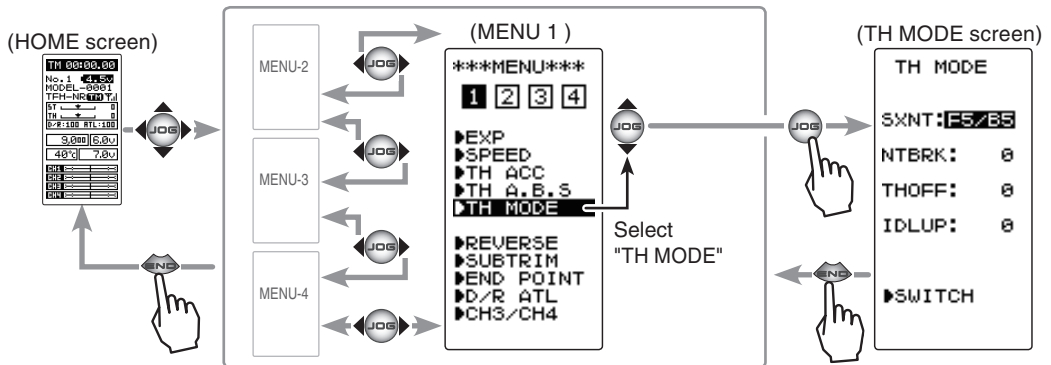 (HOME screen)
TM 00:00.00
No.1 4.5v
MODEL-0001
TFH-NR TM
ST 0
TH 0
D/R:100 ATL:100
9,000 6.0v
40°c 7.0v
CH1
CH2
CH3
CH4
JOG
END
MENU-2
MENU-3
MENU-4
JOG
JOG
JOG
JOG
(MENU 1 )
***MENU***
1 2 3 4
▶EXP
▶SPEED
▶TH ACC
▶TH A.B.S
▶TH MODE
▶REVERSE
▶SUBTRIM
▶END POINT
▶D/R ATL
▶CH3/CH4
JOG
Select
"TH MODE"
JOG
END
(TH MODE screen)
TH MODE
SXNT:F5/B5
NTBRK: 0
THOFF: 0
IDLUP: 0
▶SWITCH